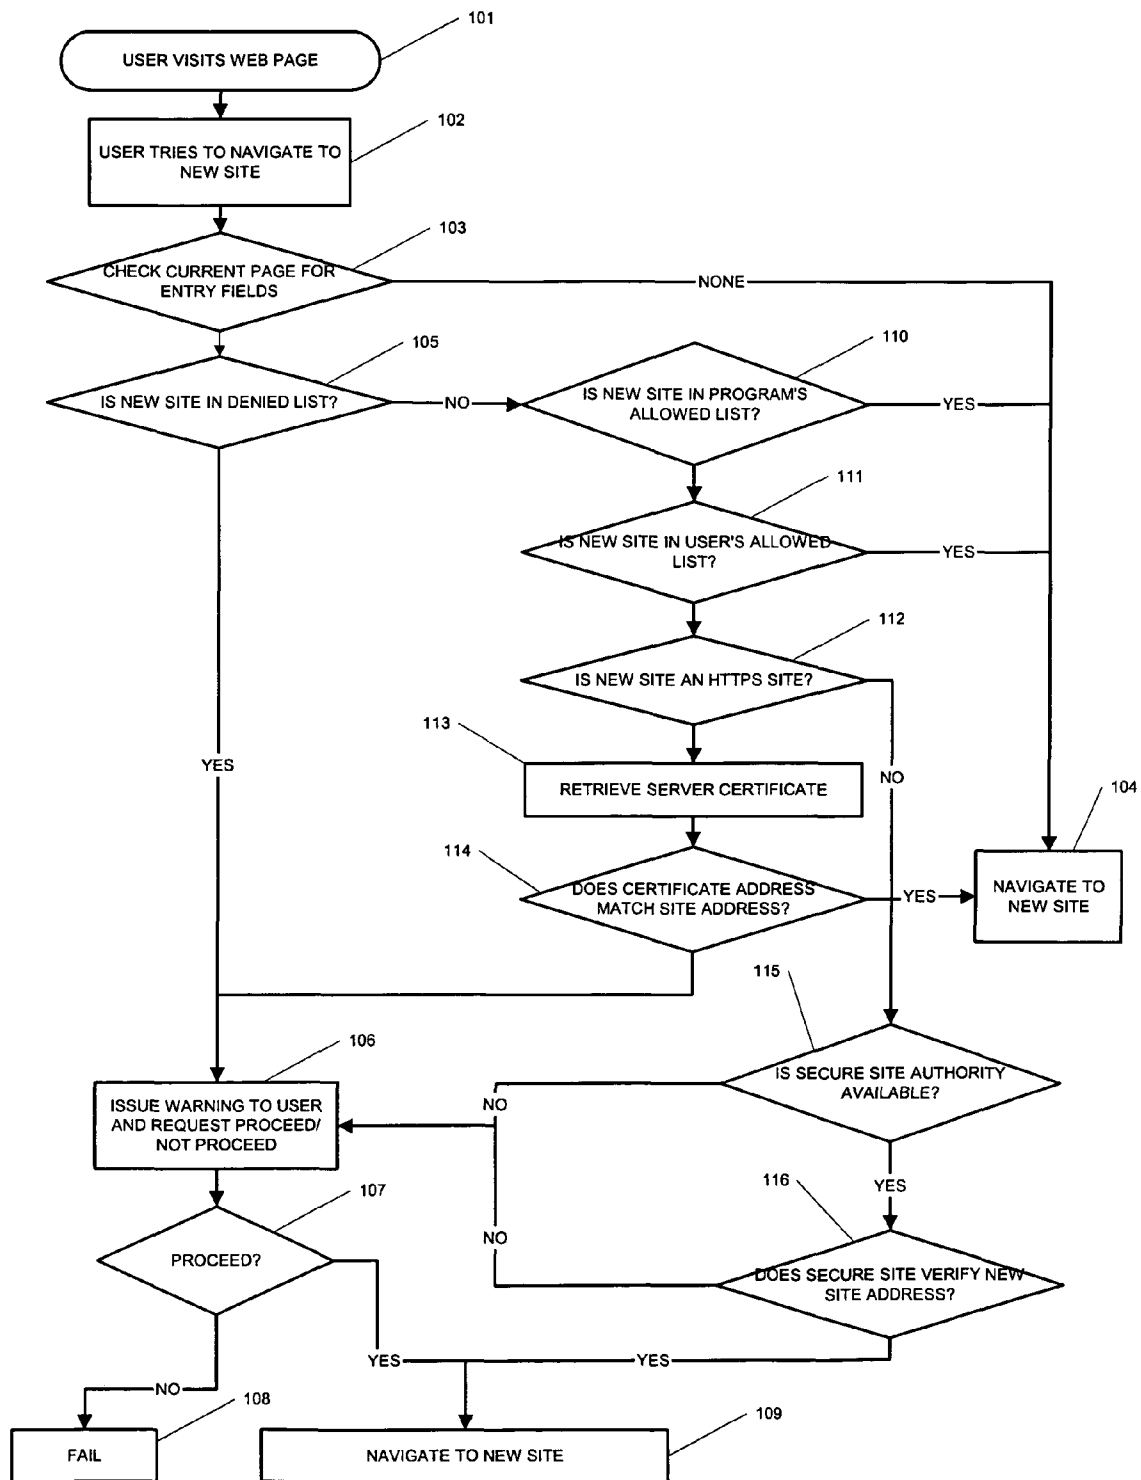 101
USER VISITS WEB PAGE
102
USER TRIES TO NAVIGATE TO
NEW SITE
103
CHECK CURRENT PAGE FOR
ENTRY FIELDS
NONE
105
IS NEW SITE IN DENIED LIST?
NO
110
IS NEW SITE IN PROGRAM'S
ALLOWED LIST?
YES
111
IS NEW SITE IN USER'S ALLOWED
LIST?
YES
112
IS NEW SITE AN HTTPS SITE?
113
YES
NO
RETRIEVE SERVER CERTIFICATE
104
114
DOES CERTIFICATE ADDRESS
MATCH SITE ADDRESS?
YES
NAVIGATE TO
NEW SITE
115
IS SECURE SITE AUTHORITY
AVAILABLE?
106
ISSUE WARNING TO USER
AND REQUEST PROCEED/
NOT PROCEED
NO
YES
116
107
PROCEED?
NO
DOES SECURE SITE VERIFY NEW
SITE ADDRESS?
YES
YES
NO
108
FAIL
109
NAVIGATE TO NEW SITE